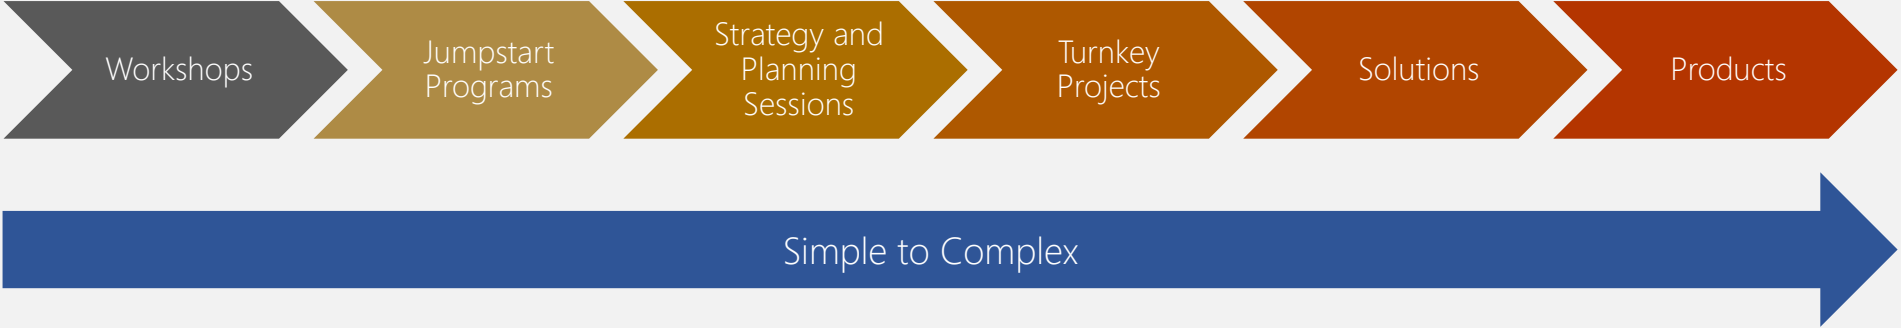 Workshops
Jumpstart
Programs
Strategy and
Planning
Sessions
Turnkey
Projects
Solutions
Products
Simple to Complex